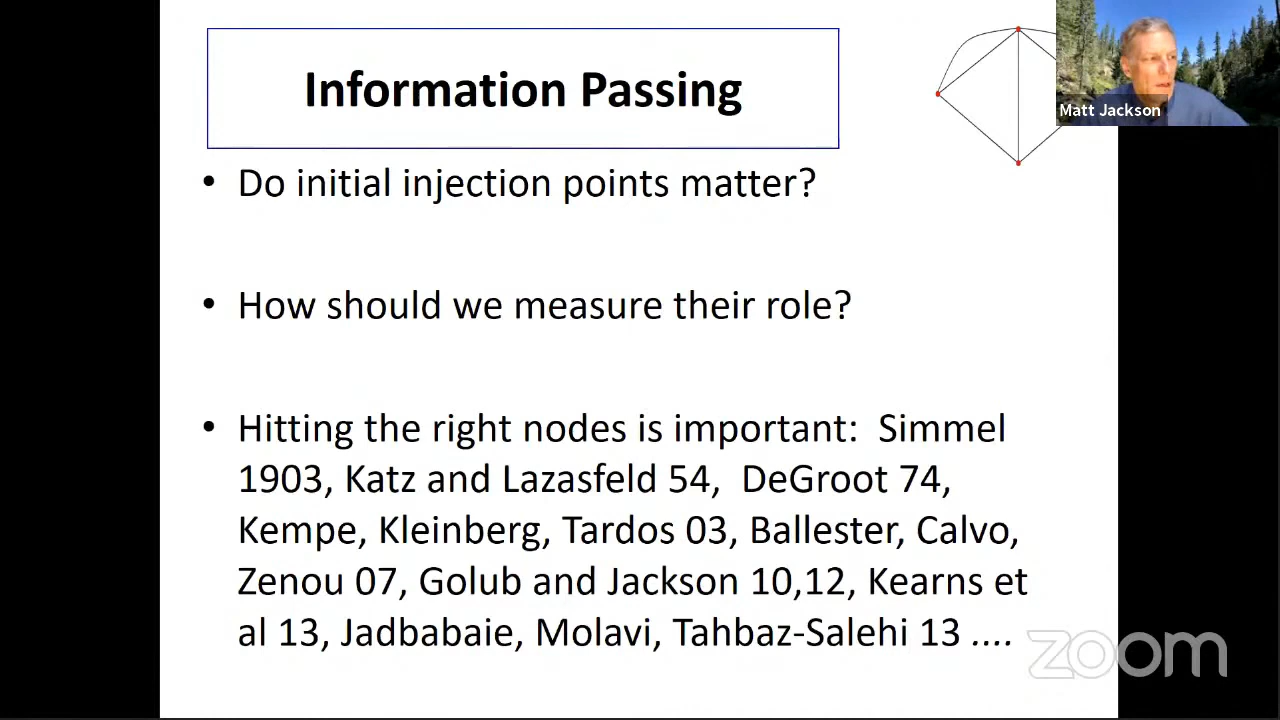 Information Passing
Matt Jackson
• Do initial injection points matter?
• How should we measure their role?
• Hitting the right nodes is important:  Simmel
1903, Katz and Lazasfeld 54,  DeGroot 74,
Kempe, Kleinberg, Tardos 03, Ballester, Calvo,
Zenou 07, Golub and Jackson 10,12, Kearns et
al 13, Jadbabaie, Molavi, Tahbaz-Salehi 13 ....
zoom